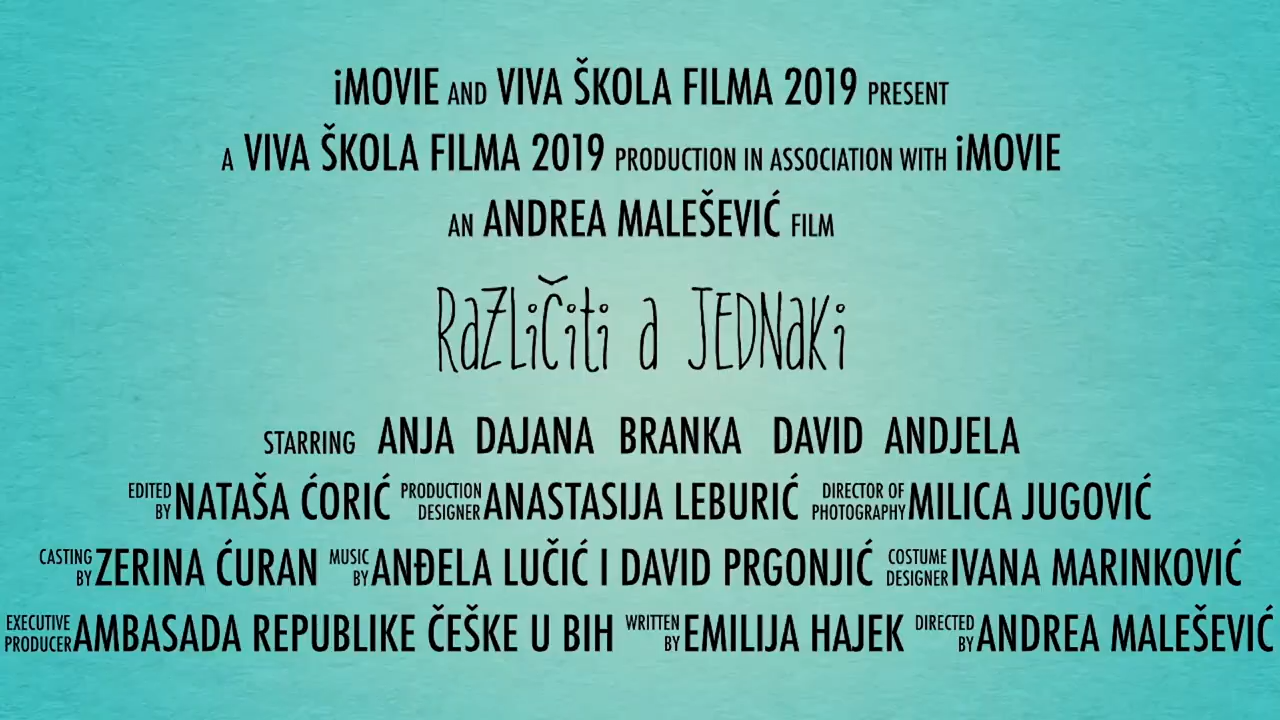 iMOVIE AND VIVA ŠKOLA FILMA 2019 PRESENT
A VIVA ŠKOLA FILMA 2019 PRODUCTION IN ASSOCIATION WITH iMOVIE
AN ANDREA MALEŠEVIĆ FILM
RaZLičiti a JEDNaKi
STARRING ANJA DAJANA BRANKA DAVID ANDJELA
EDITED BY NATAŠA ĆORIĆ PRODUCTION DESIGNER ANASTASIJA LEBURIĆ DIRECTOR OF PHOTOGRAPHY MILICA JUGOVIĆ
CASTING BY ZERINA ĆURAN MUSIC BY ANĐELA LUČIĆ I DAVID PRGONJIĆ COSTUME DESIGNER IVANA MARINKOVIĆ
EXECUTIVE PRODUCER AMBASADA REPUBLIKE ČEŠKE U BIH WRITTEN BY EMILIJA HAJEK DIRECTED BY ANDREA MALEŠEVIĆ